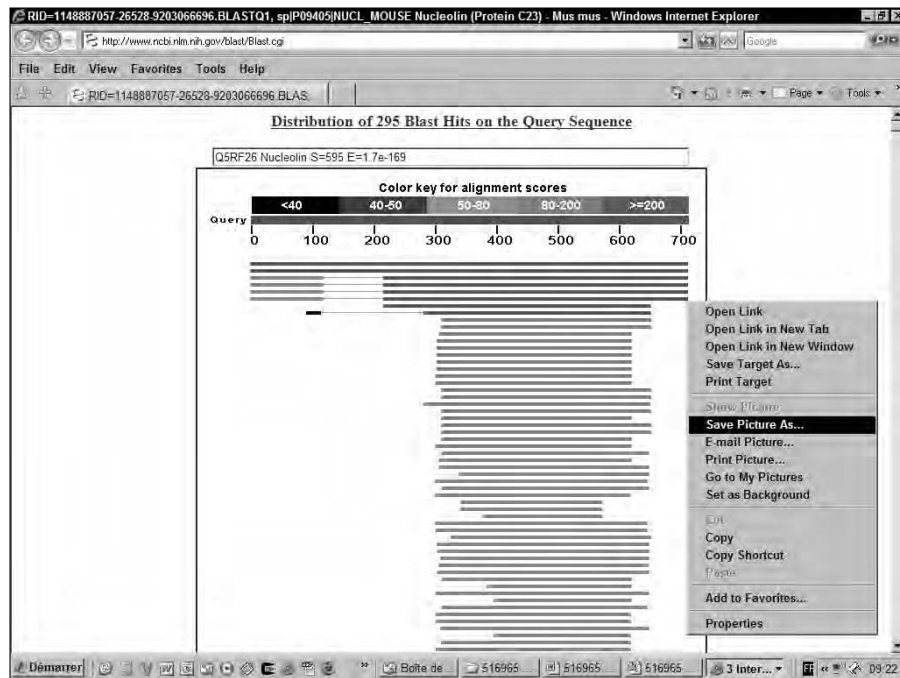 RID=1148887057-26528-9203066696.BLASTQ1, sp|P09405|NUCL_MOUSE Nucleolin (Protein C23) - Mus mus - Windows Internet Explorer
http://www.ncbi.nlm.nih.gov/blast/Blast.cgi
Google
File Edit View Favorites Tools Help
RID=1148887057-26528-9203066696.BLAS
Page Tools
Distribution of 295 Blast Hits on the Query Sequence
Q5RF26 Nucleolin S=595 E=1.7e-169
Color key for alignment scores
<40 40-50 50-80 80-200 >=200
Query
0 100 200 300 400 500 600 700
Open Link
Open Link in New Tab
Open Link in New Window
Save Target As...
Print Target
Show Picture
Save Picture As...
E-mail Picture...
Print Picture...
Go to My Pictures
Set as Background
Cut
Copy
Copy Shortcut
Paste
Add to Favorites...
Properties
Démarrer » Boîte de 516965 516965 516965 3 Inter... « 09:22